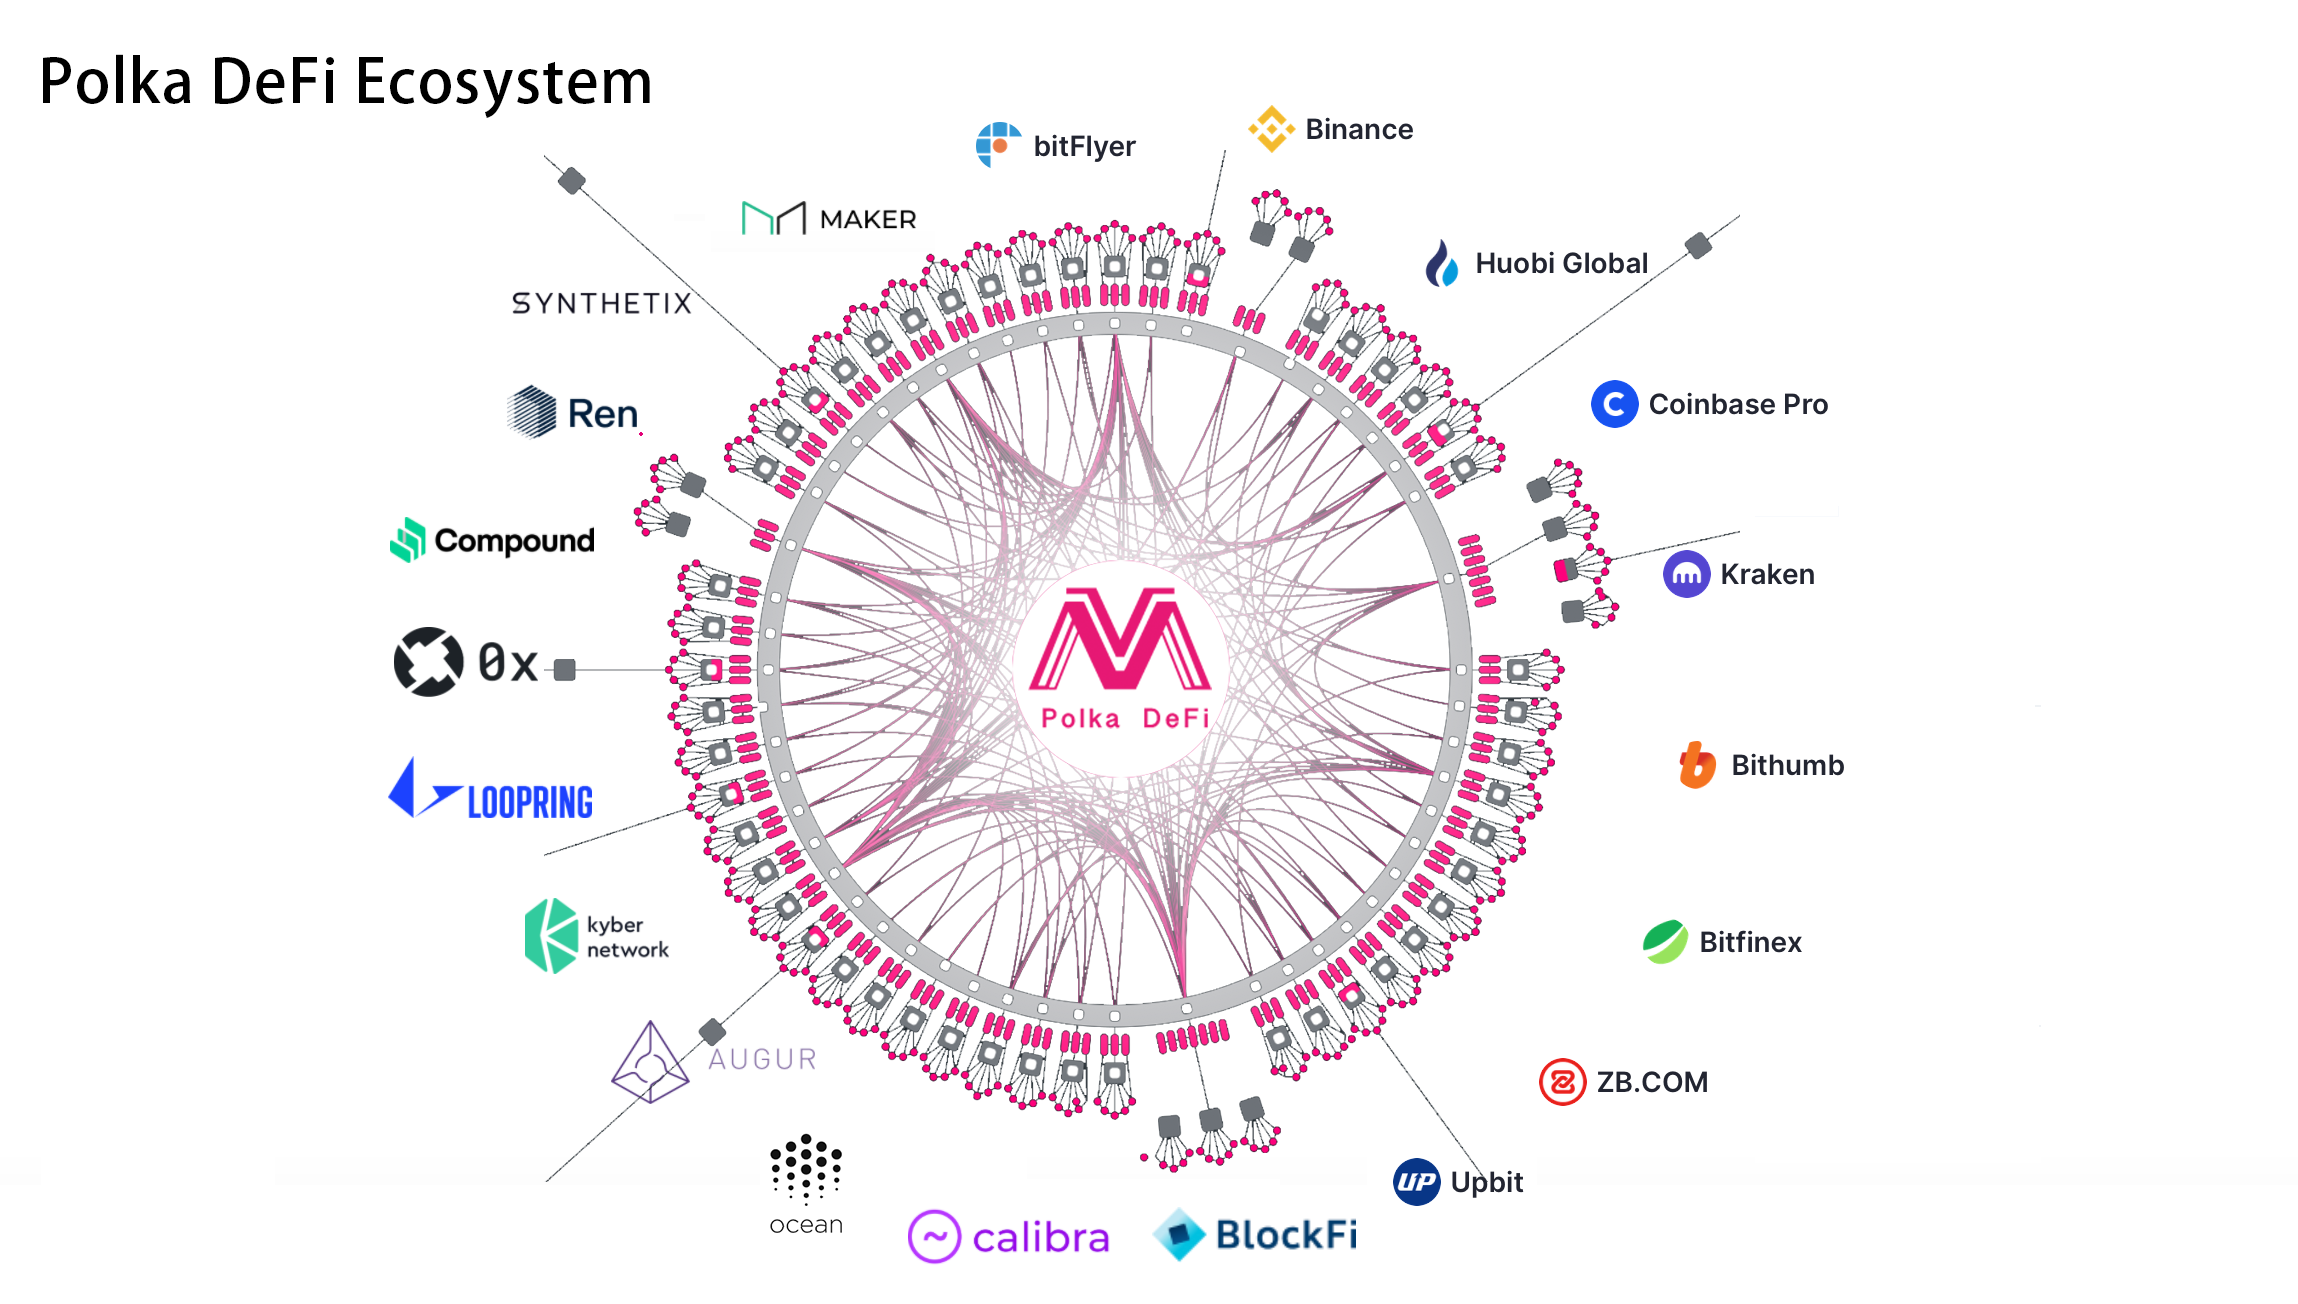 Polka DeFi Ecosystem
bitFlyer
Binance
MAKER
Huobi Global
SYNTHETIX
Ren
Coinbase Pro
Compound
Kraken
0x
Polka DeFi
LOOPRING
Bithumb
kyber
network
Bitfinex
AUGUR
ZB.COM
ocean
UP Upbit
calibra
BlockFi